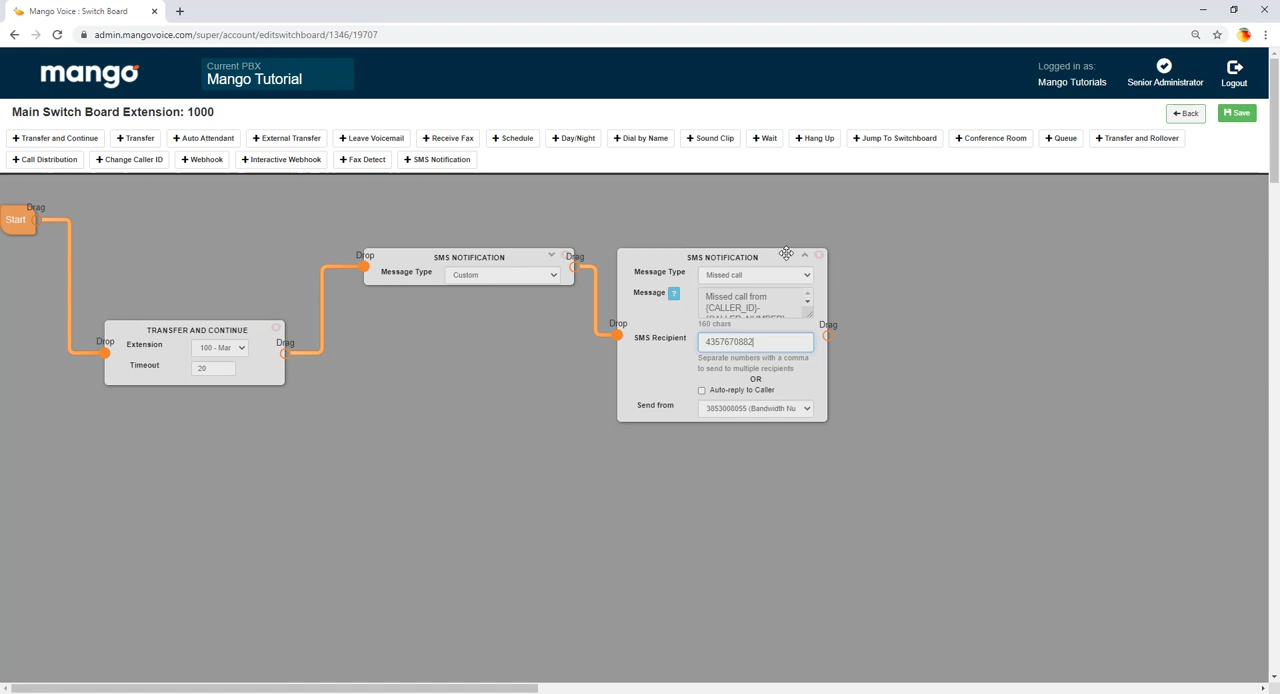 Mango Voice : Switch Board
admin.mangovoice.com/super/account/editswitchboard/1346/19707
mango
Current PBX
Mango Tutorial
Logged in as:
Mango Tutorials
Senior Administrator
Logout
Main Switch Board Extension: 1000
Back
Save
+ Transfer and Continue
+ Transfer
+ Auto Attendant
+ External Transfer
+ Leave Voicemail
+ Receive Fax
+ Schedule
+ Day/Night
+ Dial by Name
+ Sound Clip
+ Wait
+ Hang Up
+ Jump To Switchboard
+ Conference Room
+ Queue
+ Transfer and Rollover
+ Call Distribution
+ Change Caller ID
+ Webhook
+ Interactive Webhook
+ Fax Detect
+ SMS Notification
Start
Drag
TRANSFER AND CONTINUE
Drop
Extension
100 - Mar
Drag
Timeout
20
Drop
SMS NOTIFICATION
Drag
Message Type
Custom
SMS NOTIFICATION
Message Type
Missed call
Message ?
Missed call from
{CALLER_ID}-
{CALLER_NUMBER}
160 chars
Drop
Drag
SMS Recipient
4357670882
Separate numbers with a comma
to send to multiple recipients
OR
Auto-reply to Caller
Send from
3853008055 (Bandwidth Nu